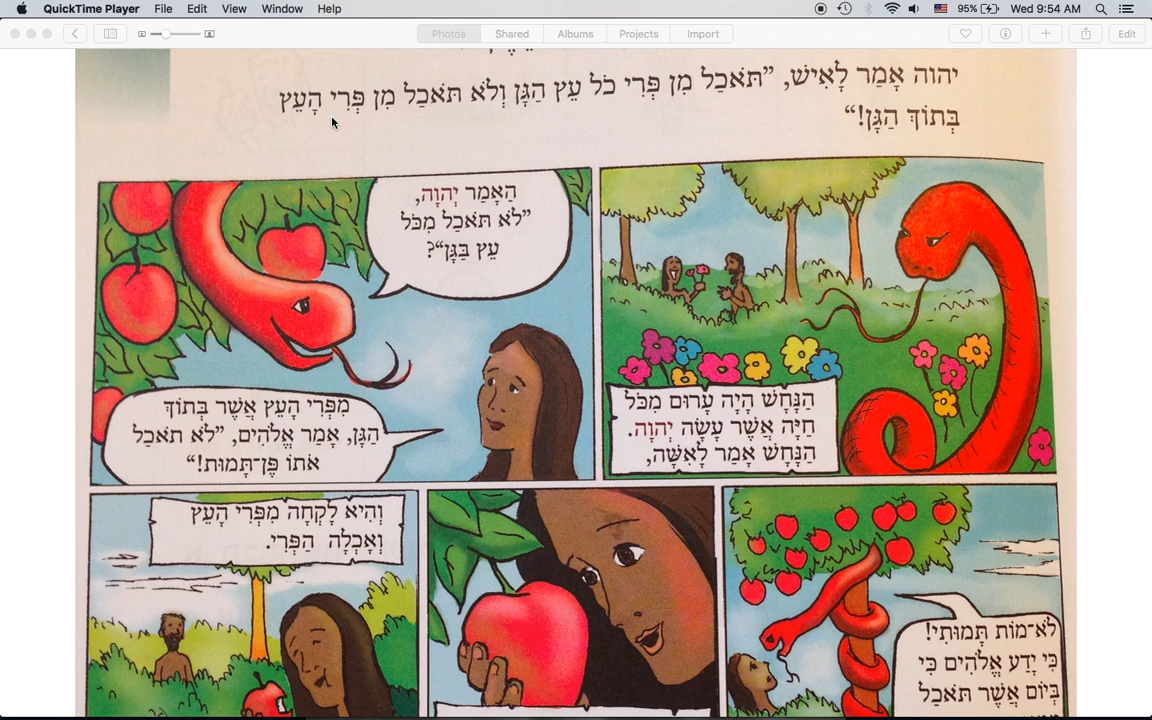 QuickTime Player File Edit View Window Help 95% Wed 9:54 AM
Photos Shared Albums Projects Import Edit
יהוה אָמַר לָאִישׁ, ”תֹּאכַל מִן פְּרִי כֹל עֵץ הַגָּן וְלֹא תֹּאכַל מִן פְּרִי הָעֵץ
בְּתוֹךְ הַגָּן!“
הַנָּחָשׁ הָיָה עָרוּם מִכֹּל
חַיָּה אֲשֶׁר עָשָׂה יְהוָה.
הַנָּחָשׁ אָמַר לָאִשָּׁה,
הַאָמַר יְהוָה,
”לֹא תֹּאכַל מִכֹּל
עֵץ בַּגָּן“?
מִפְּרִי הָעֵץ אֲשֶׁר בְּתוֹךְ
הַגָּן, אָמַר אֱלֹהִים, ”לֹא תֹאכַל
אֹתוֹ פֶּן־תָּמוּת!“
לֹא־מוֹת תָּמוּתִי!
כִּי יָדַע אֱלֹהִים כִּי
בְּיוֹם אֲשֶׁר תֹּאכַל
וְהִיא לָקְחָה מִפְּרִי הָעֵץ
וְאָכְלָה הַפְּרִי.